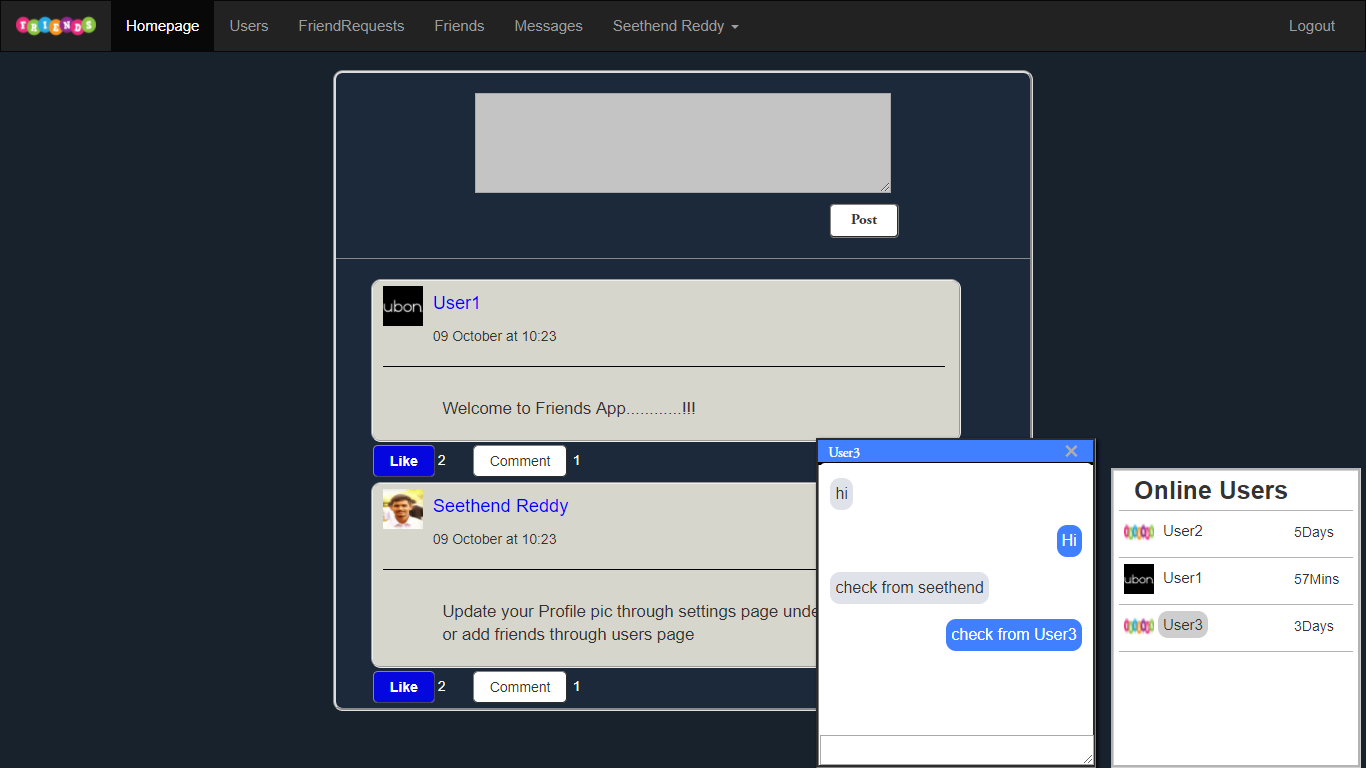 FRIENDS Homepage Users FriendRequests Friends Messages Seethend Reddy Logout
Post
ubon User1
09 October at 10:23
Welcome to Friends App............!!!
Like 2 Comment 1
Seethend Reddy
09 October at 10:23
Update your Profile pic through settings page unde
or add friends through users page
Like 2 Comment 1
User3 ×
hi
Hi
check from seethend
check from User3
Online Users
User2 5Days
ubon User1 57Mins
User3 3Days